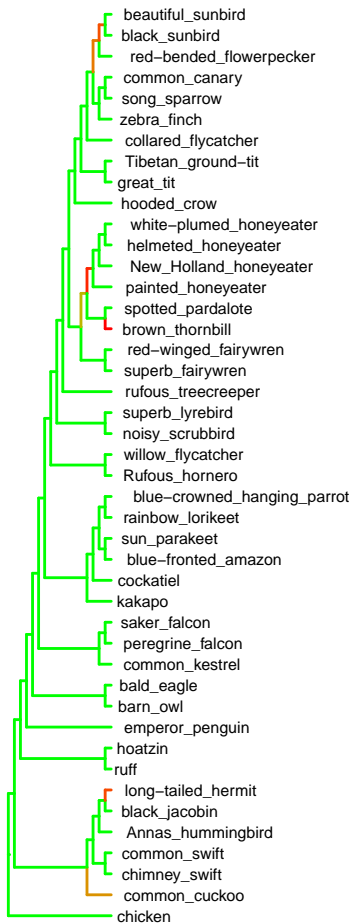 beautiful_sunbird
black_sunbird
red−bended_flowerpecker
common_canary
song_sparrow
zebra_finch
collared_flycatcher
Tibetan_ground−tit
great_tit
hooded_crow
white−plumed_honeyeater
helmeted_honeyeater
New_Holland_honeyeater
painted_honeyeater
spotted_pardalote
brown_thornbill
red−winged_fairywren
superb_fairywren
rufous_treecreeper
superb_lyrebird
noisy_scrubbird
willow_flycatcher
Rufous_hornero
blue−crowned_hanging_parrot
rainbow_lorikeet
sun_parakeet
blue−fronted_amazon
cockatiel
kakapo
saker_falcon
peregrine_falcon
common_kestrel
bald_eagle
barn_owl
emperor_penguin
hoatzin
ruff
long−tailed_hermit
black_jacobin
Annas_hummingbird
common_swift
chimney_swift
common_cuckoo
chicken